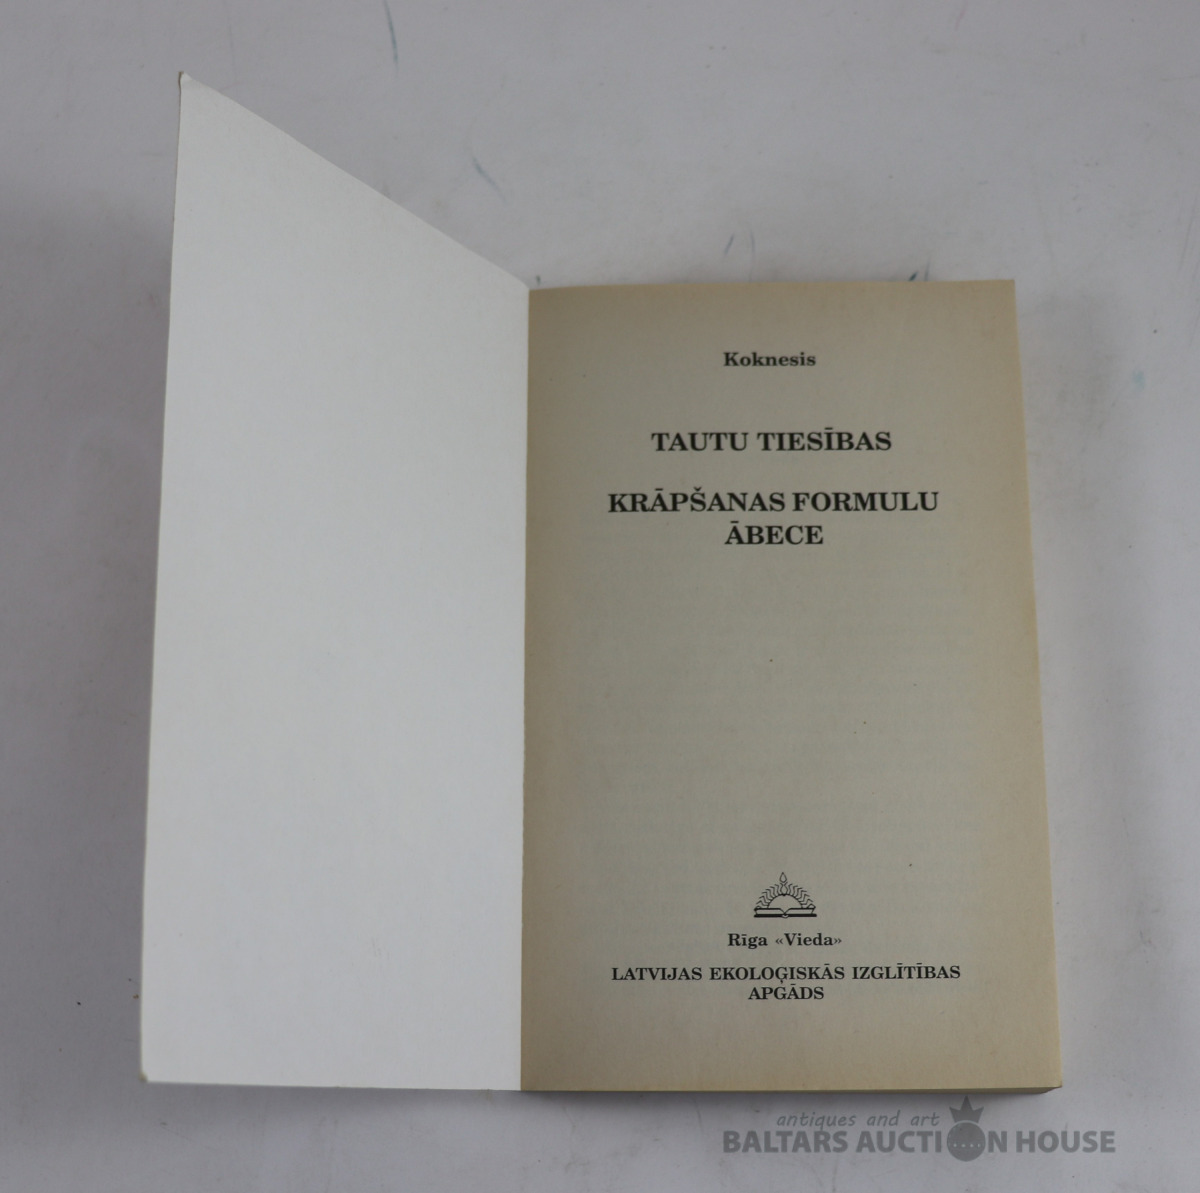 Koknesis
TAUTU TIESĪBAS
KRĀPŠANAS FORMULU
ĀBECE
Rīga «Vieda»
LATVIJAS EKOLOĢISKĀS IZGLĪTĪBAS
APGĀDS
antiques and art
BALTARS AUCTION HOUSE